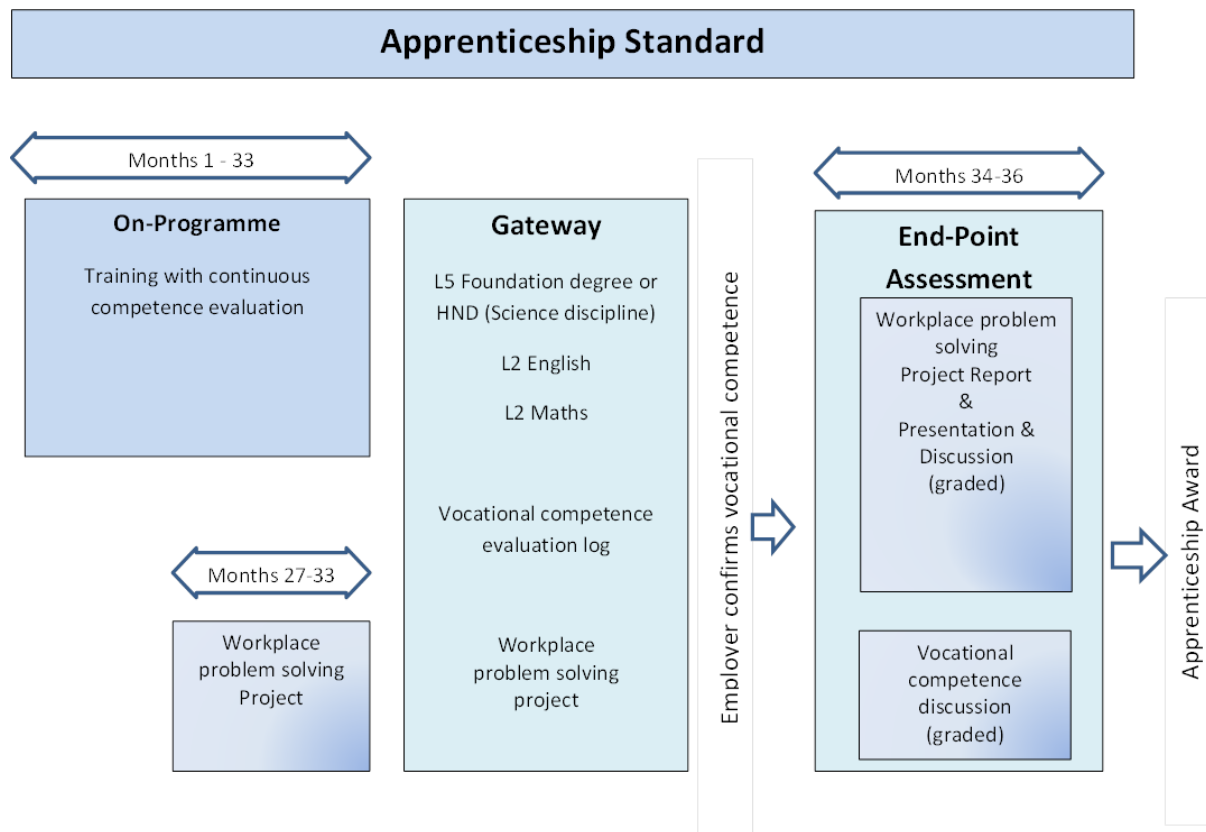 Apprenticeship Standard
Months 1 - 33
On-Programme
Training with continuous
competence evaluation
Months 27-33
Workplace
problem solving
Project
Gateway
L5 Foundation degree or
HND (Science discipline)
L2 English
L2 Maths
Vocational competence
evaluation log
Workplace
problem solving
project
Employer confirms vocational competence
Months 34-36
End-Point
Assessment
Workplace problem
solving
Project Report
&
Presentation &
Discussion
(graded)
Vocational
competence
discussion
(graded)
Apprenticeship Award